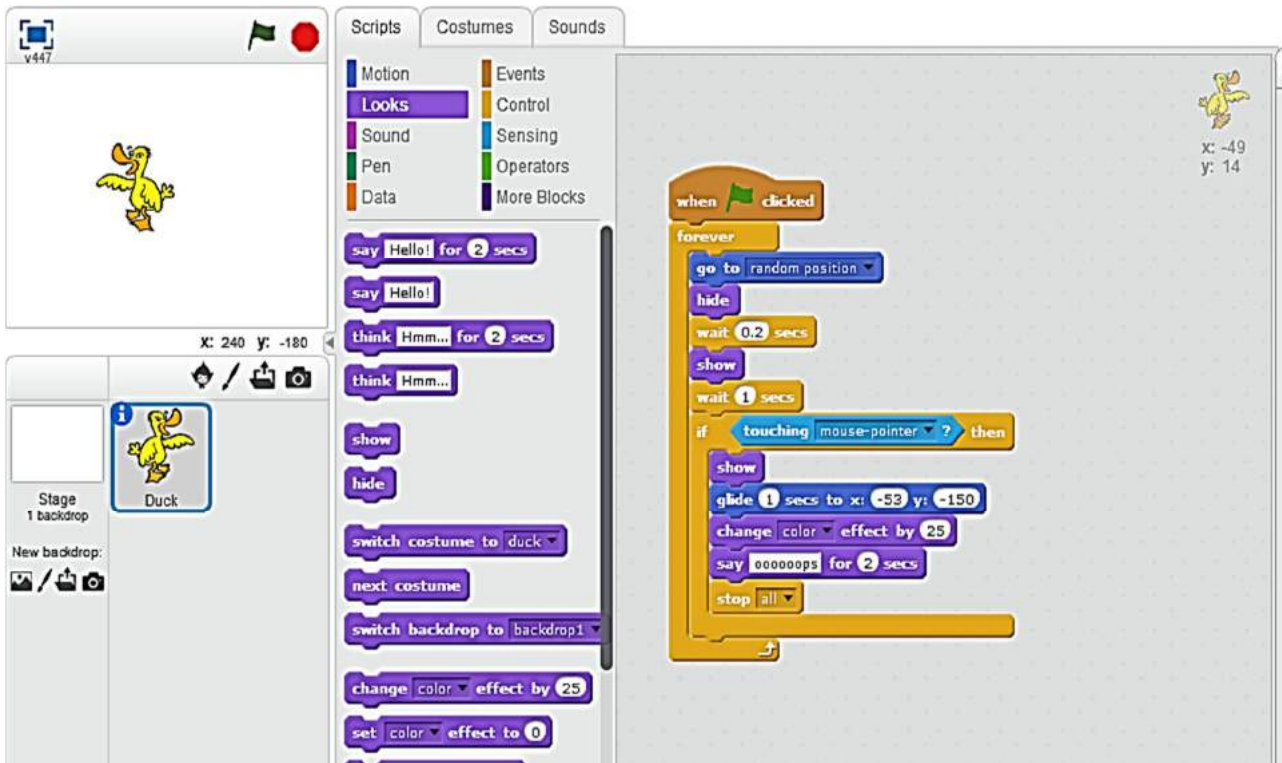 v447
x: 240 y: -180
Stage
1 backdrop
New backdrop:
Duck
Scripts
Costumes
Sounds
Motion
Looks
Sound
Pen
Data
Events
Control
Sensing
Operators
More Blocks
say Hello! for 2 secs
say Hello!
think Hmm... for 2 secs
think Hmm...
show
hide
switch costume to duck
next costume
switch backdrop to backdrop1
change color effect by 25
set color effect to 0
when clicked
forever
go to random position
hide
wait 0.2 secs
show
wait 1 secs
if touching mouse-pointer ? then
show
glide 1 secs to x: -53 y: -150
change color effect by 25
say oooooops for 2 secs
stop all
x: -49
y: 14